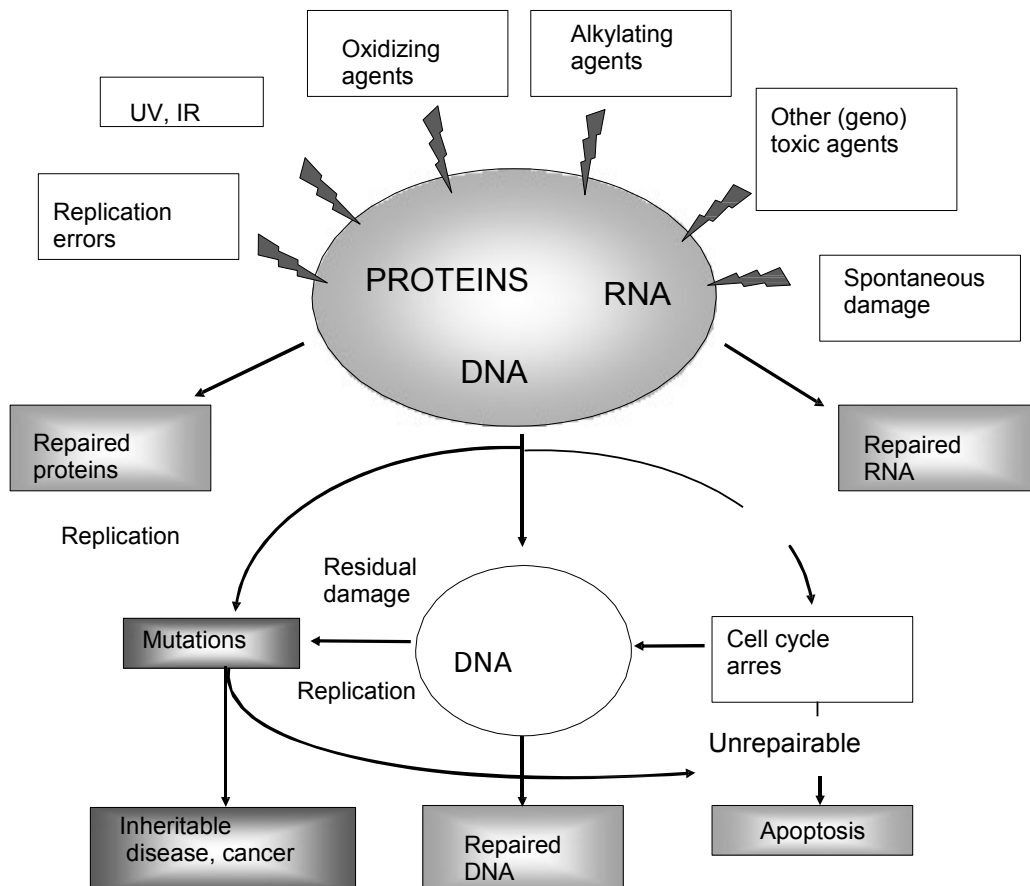 Oxidizing
agents
Alkylating
agents
UV, IR
Other (geno)
toxic agents
Replication
errors
PROTEINS
RNA
Spontaneous
damage
DNA
Repaired
proteins
Repaired
RNA
Replication
Residual
damage
Mutations
DNA
Cell cycle
arres
Replication
Unrepairable
Inheritable
disease, cancer
Repaired
DNA
Apoptosis